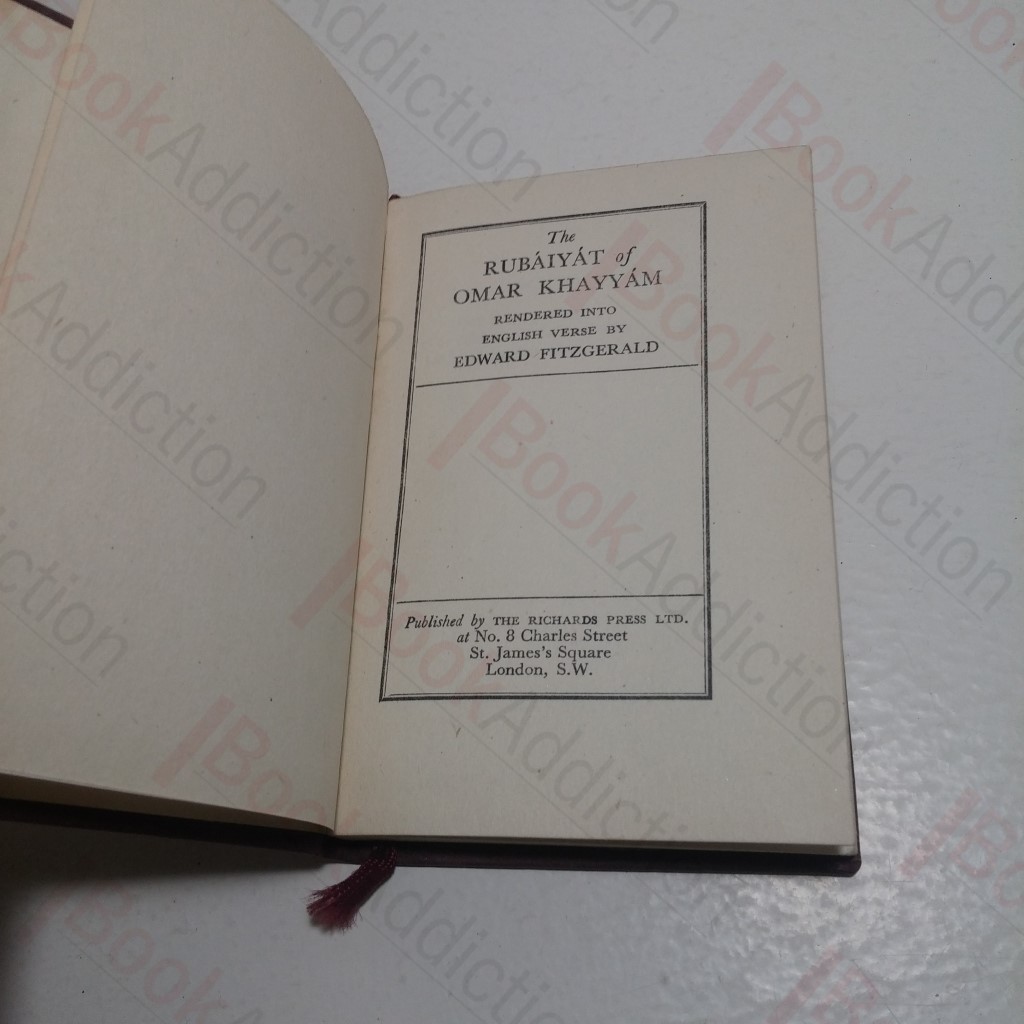 The
RUBÁIYÁT of
OMAR KHAYYÁM
RENDERED INTO
ENGLISH VERSE BY
EDWARD FITZGERALD
Published by THE RICHARDS PRESS LTD.
at No. 8 Charles Street
St. James's Square
London, S.W.
BookAddiction